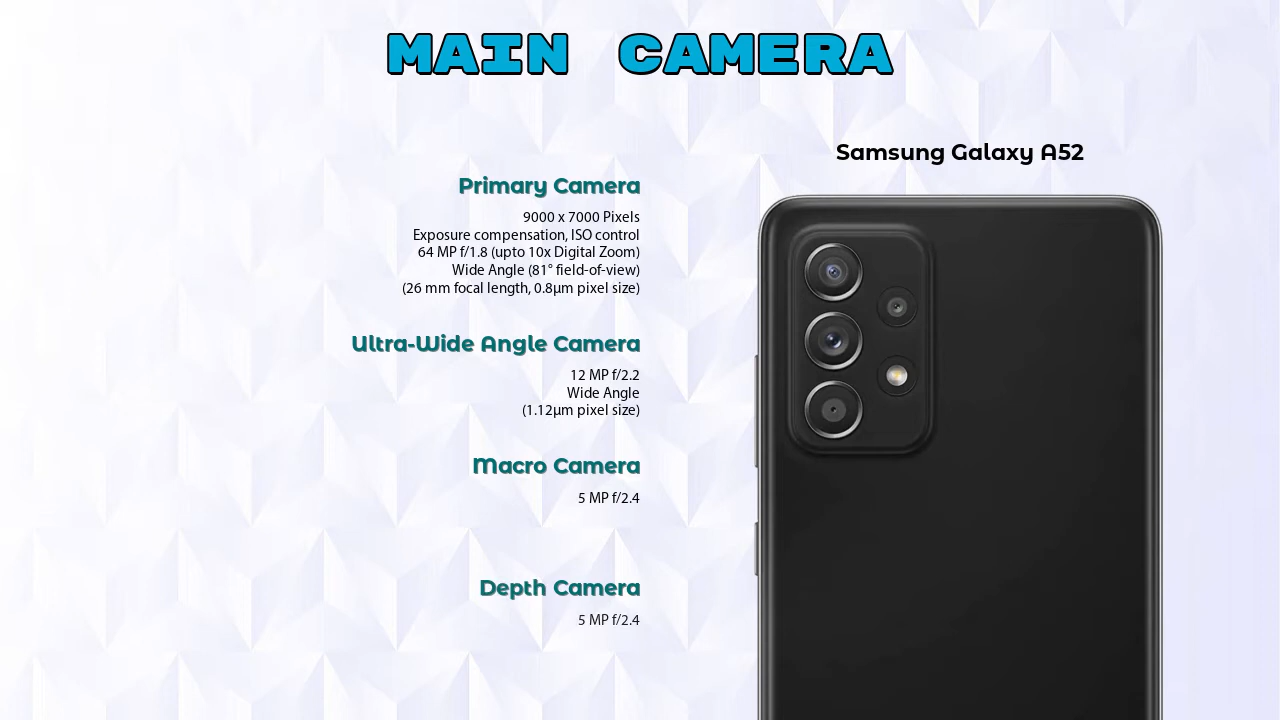 MAIN CAMERA
Samsung Galaxy A52
Primary Camera
9000 x 7000 Pixels
Exposure compensation, ISO control
64 MP f/1.8 (upto 10x Digital Zoom)
Wide Angle (81° field-of-view)
(26 mm focal length, 0.8µm pixel size)
Ultra-Wide Angle Camera
12 MP f/2.2
Wide Angle
(1.12µm pixel size)
Macro Camera
5 MP f/2.4
Depth Camera
5 MP f/2.4